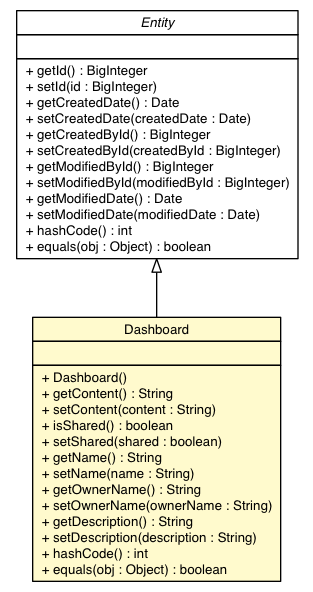 Entity
+ getId() : BigInteger
+ setId(id : BigInteger)
+ getCreatedDate() : Date
+ setCreatedDate(createdDate : Date)
+ getCreatedById() : BigInteger
+ setCreatedById(createdById : BigInteger)
+ getModifiedById() : BigInteger
+ setModifiedById(modifiedById : BigInteger)
+ getModifiedDate() : Date
+ setModifiedDate(modifiedDate : Date)
+ hashCode() : int
+ equals(obj : Object) : boolean
Dashboard
+ Dashboard()
+ getContent() : String
+ setContent(content : String)
+ isShared() : boolean
+ setShared(shared : boolean)
+ getName() : String
+ setName(name : String)
+ getOwnerName() : String
+ setOwnerName(ownerName : String)
+ getDescription() : String
+ setDescription(description : String)
+ hashCode() : int
+ equals(obj : Object) : boolean